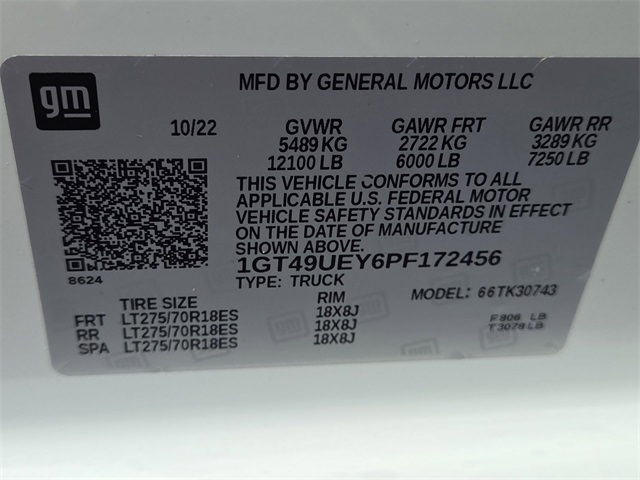 gm
MFD BY GENERAL MOTORS LLC
10/22 GVWR GAWR FRT GAWR RR
5489 KG 2722 KG 3289 KG
12100 LB 6000 LB 7250 LB
THIS VEHICLE CONFORMS TO ALL
APPLICABLE U.S. FEDERAL MOTOR
VEHICLE SAFETY STANDARDS IN EFFECT
ON THE DATE OF MANUFACTURE
SHOWN ABOVE.
8624
1GT49UEY6PF172456
TYPE: TRUCK
MODEL: 66TK30743
TIRE SIZE RIM
FRT LT275/70R18ES 18X8J
RR LT275/70R18ES 18X8J
SPA LT275/70R18ES 18X8J
F806 LB
T3078 LB